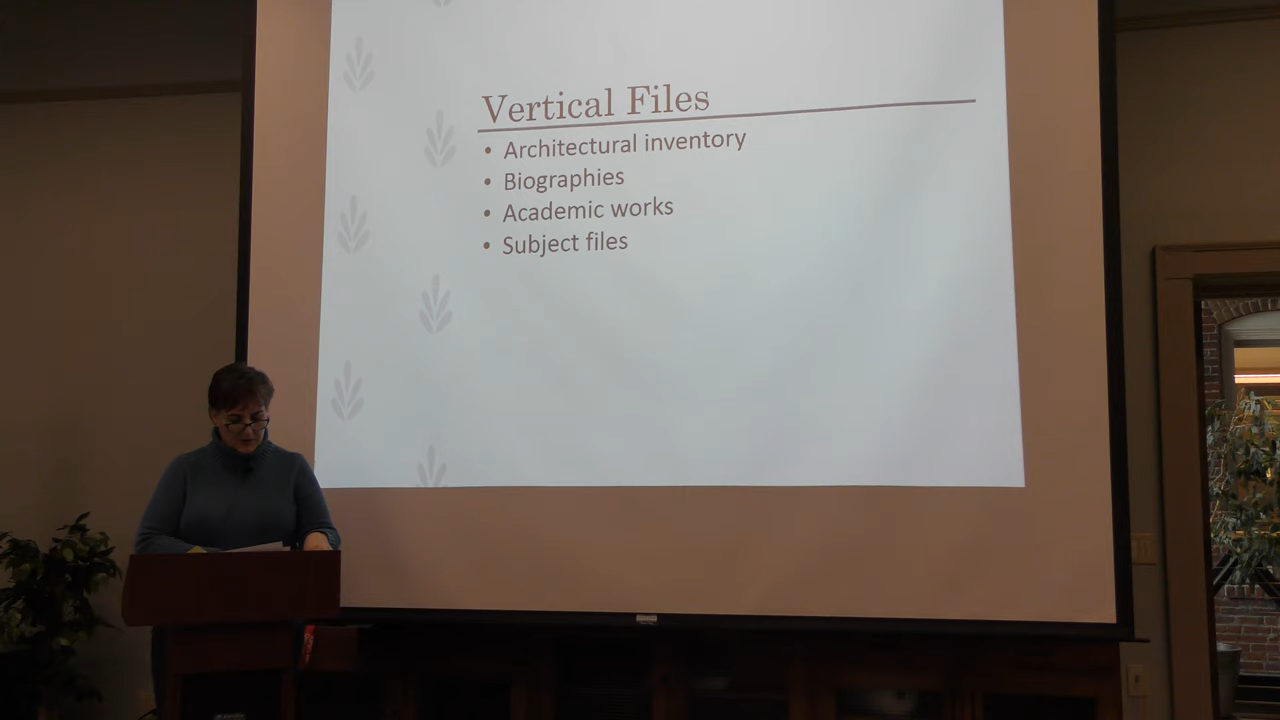 Vertical Files
• Architectural inventory
• Biographies
• Academic works
• Subject files